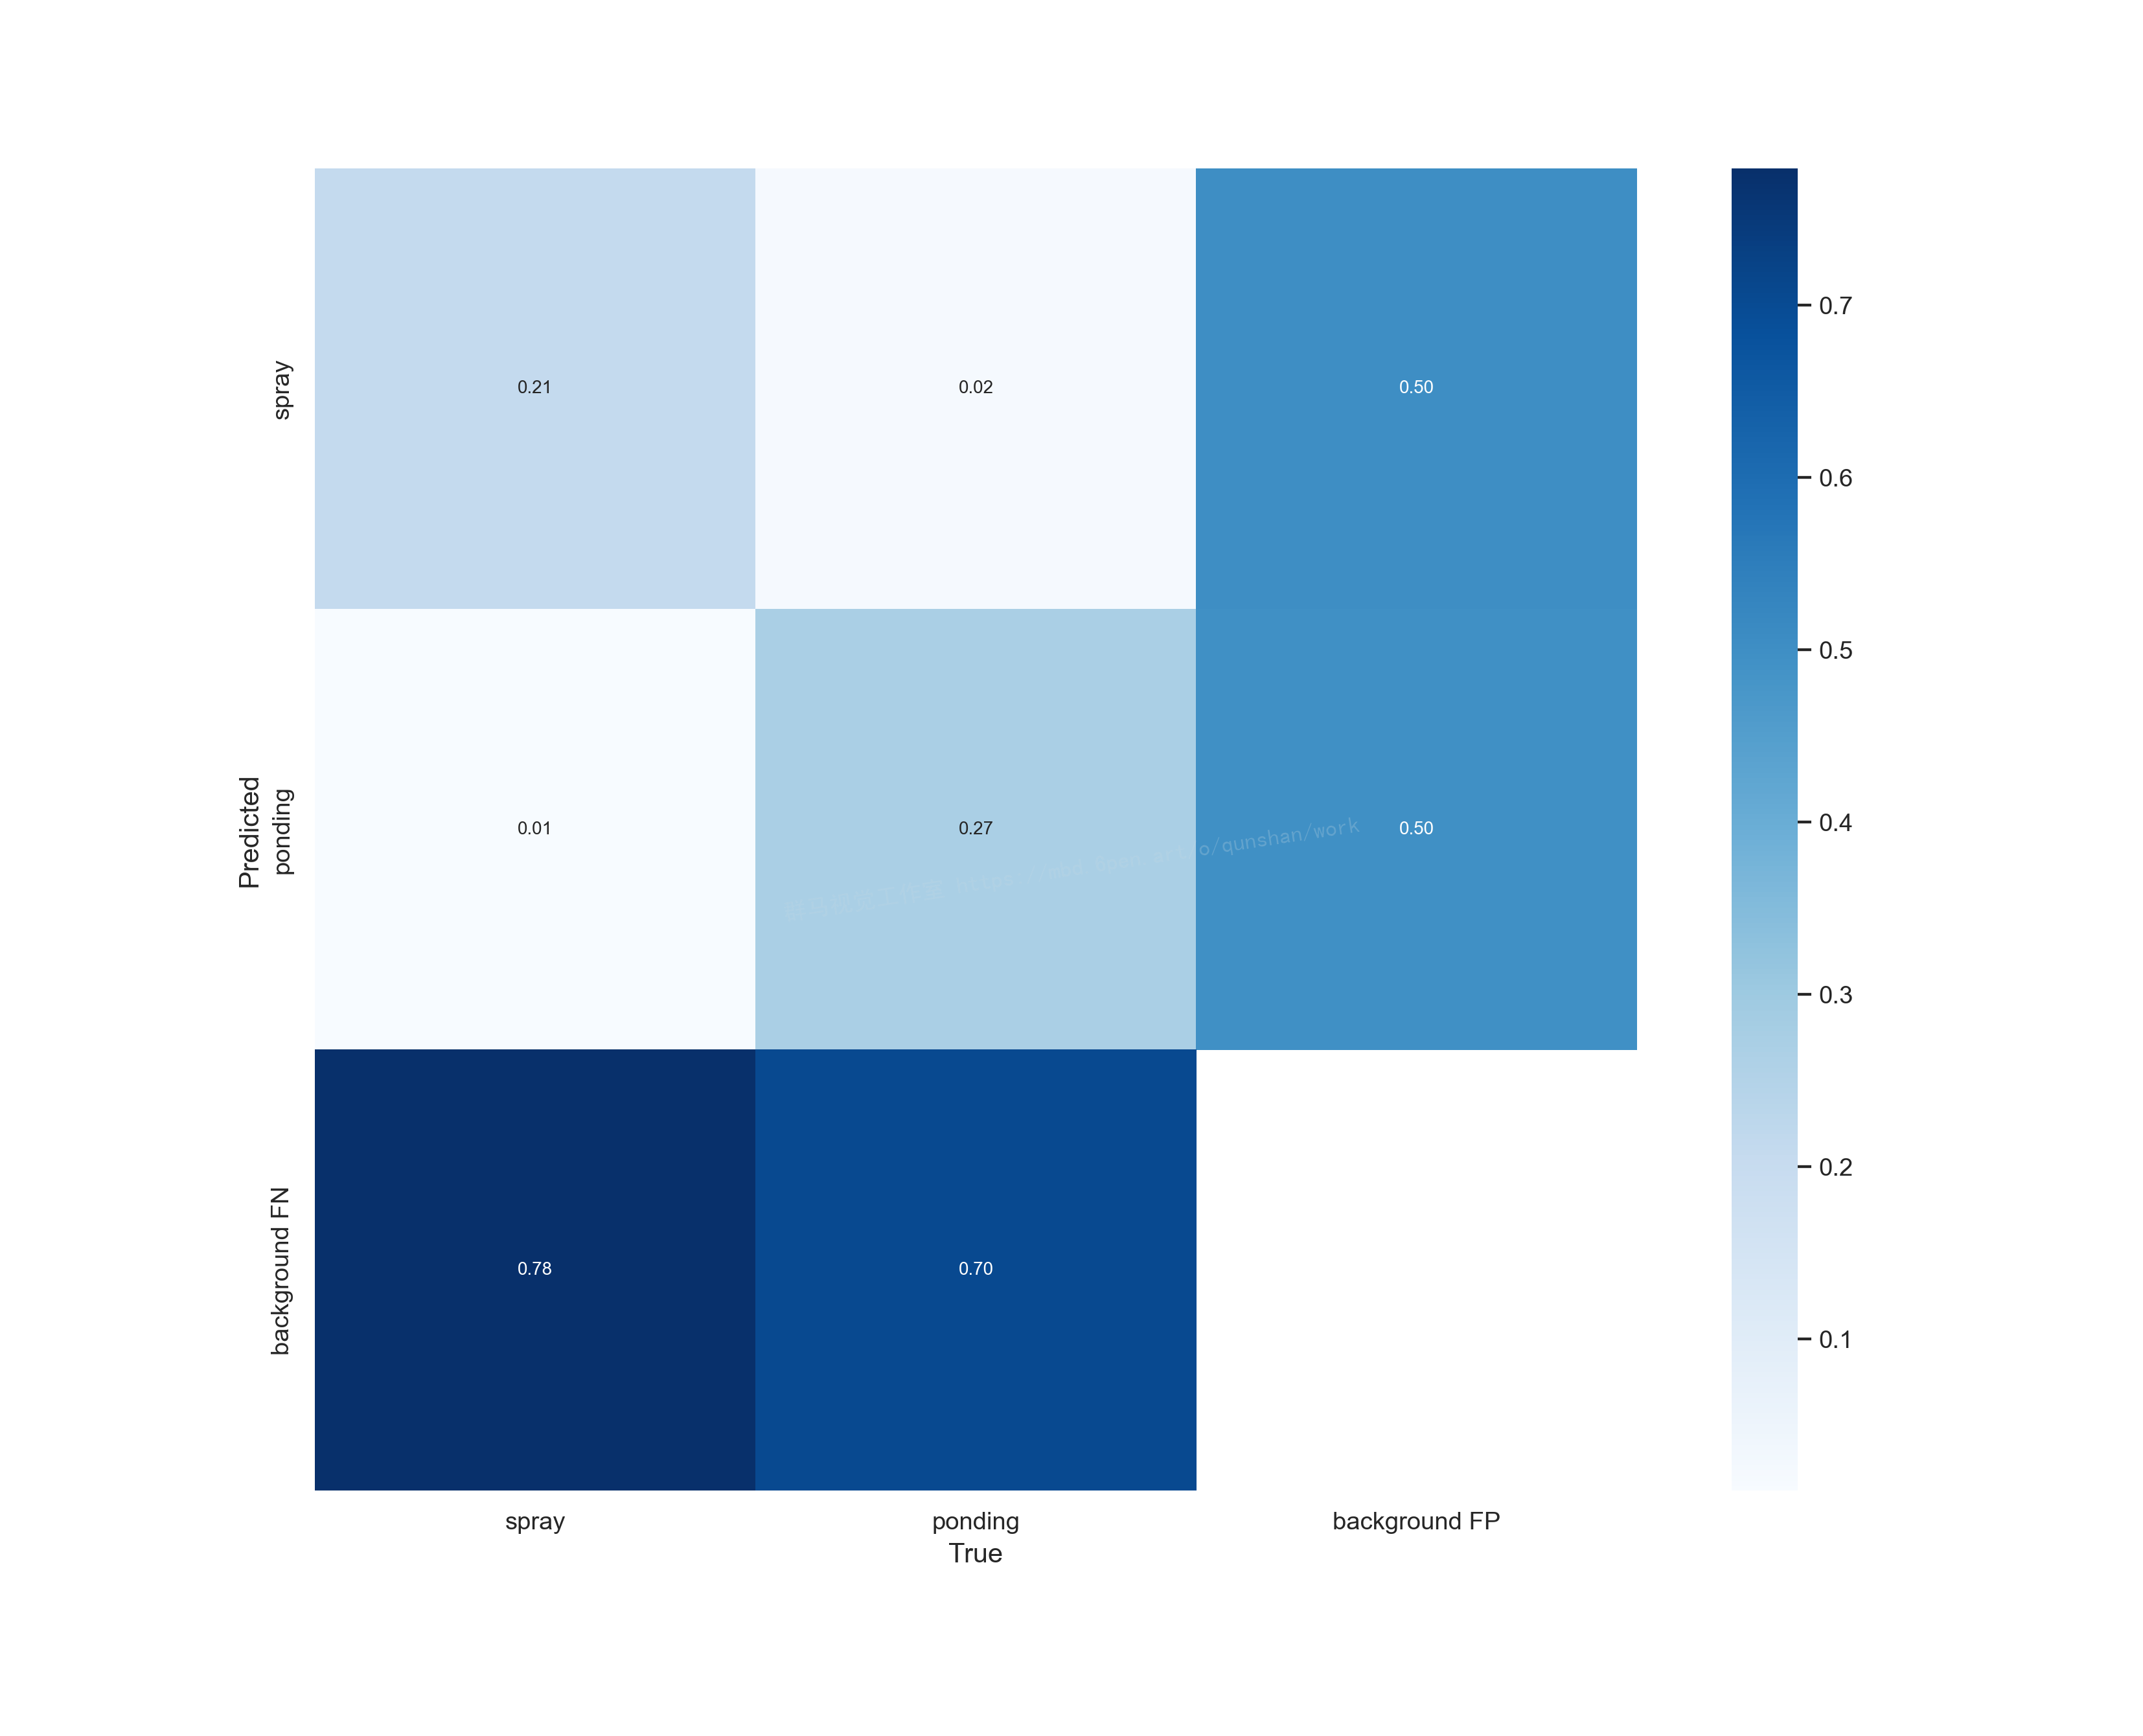 0.21 0.02 0.50
spray
0.01 0.27 0.50
Predicted
ponding
0.78 0.70
background FN
spray ponding background FP
True
0.7
0.6
0.5
0.4
0.3
0.2
0.1
o/qunshan/work